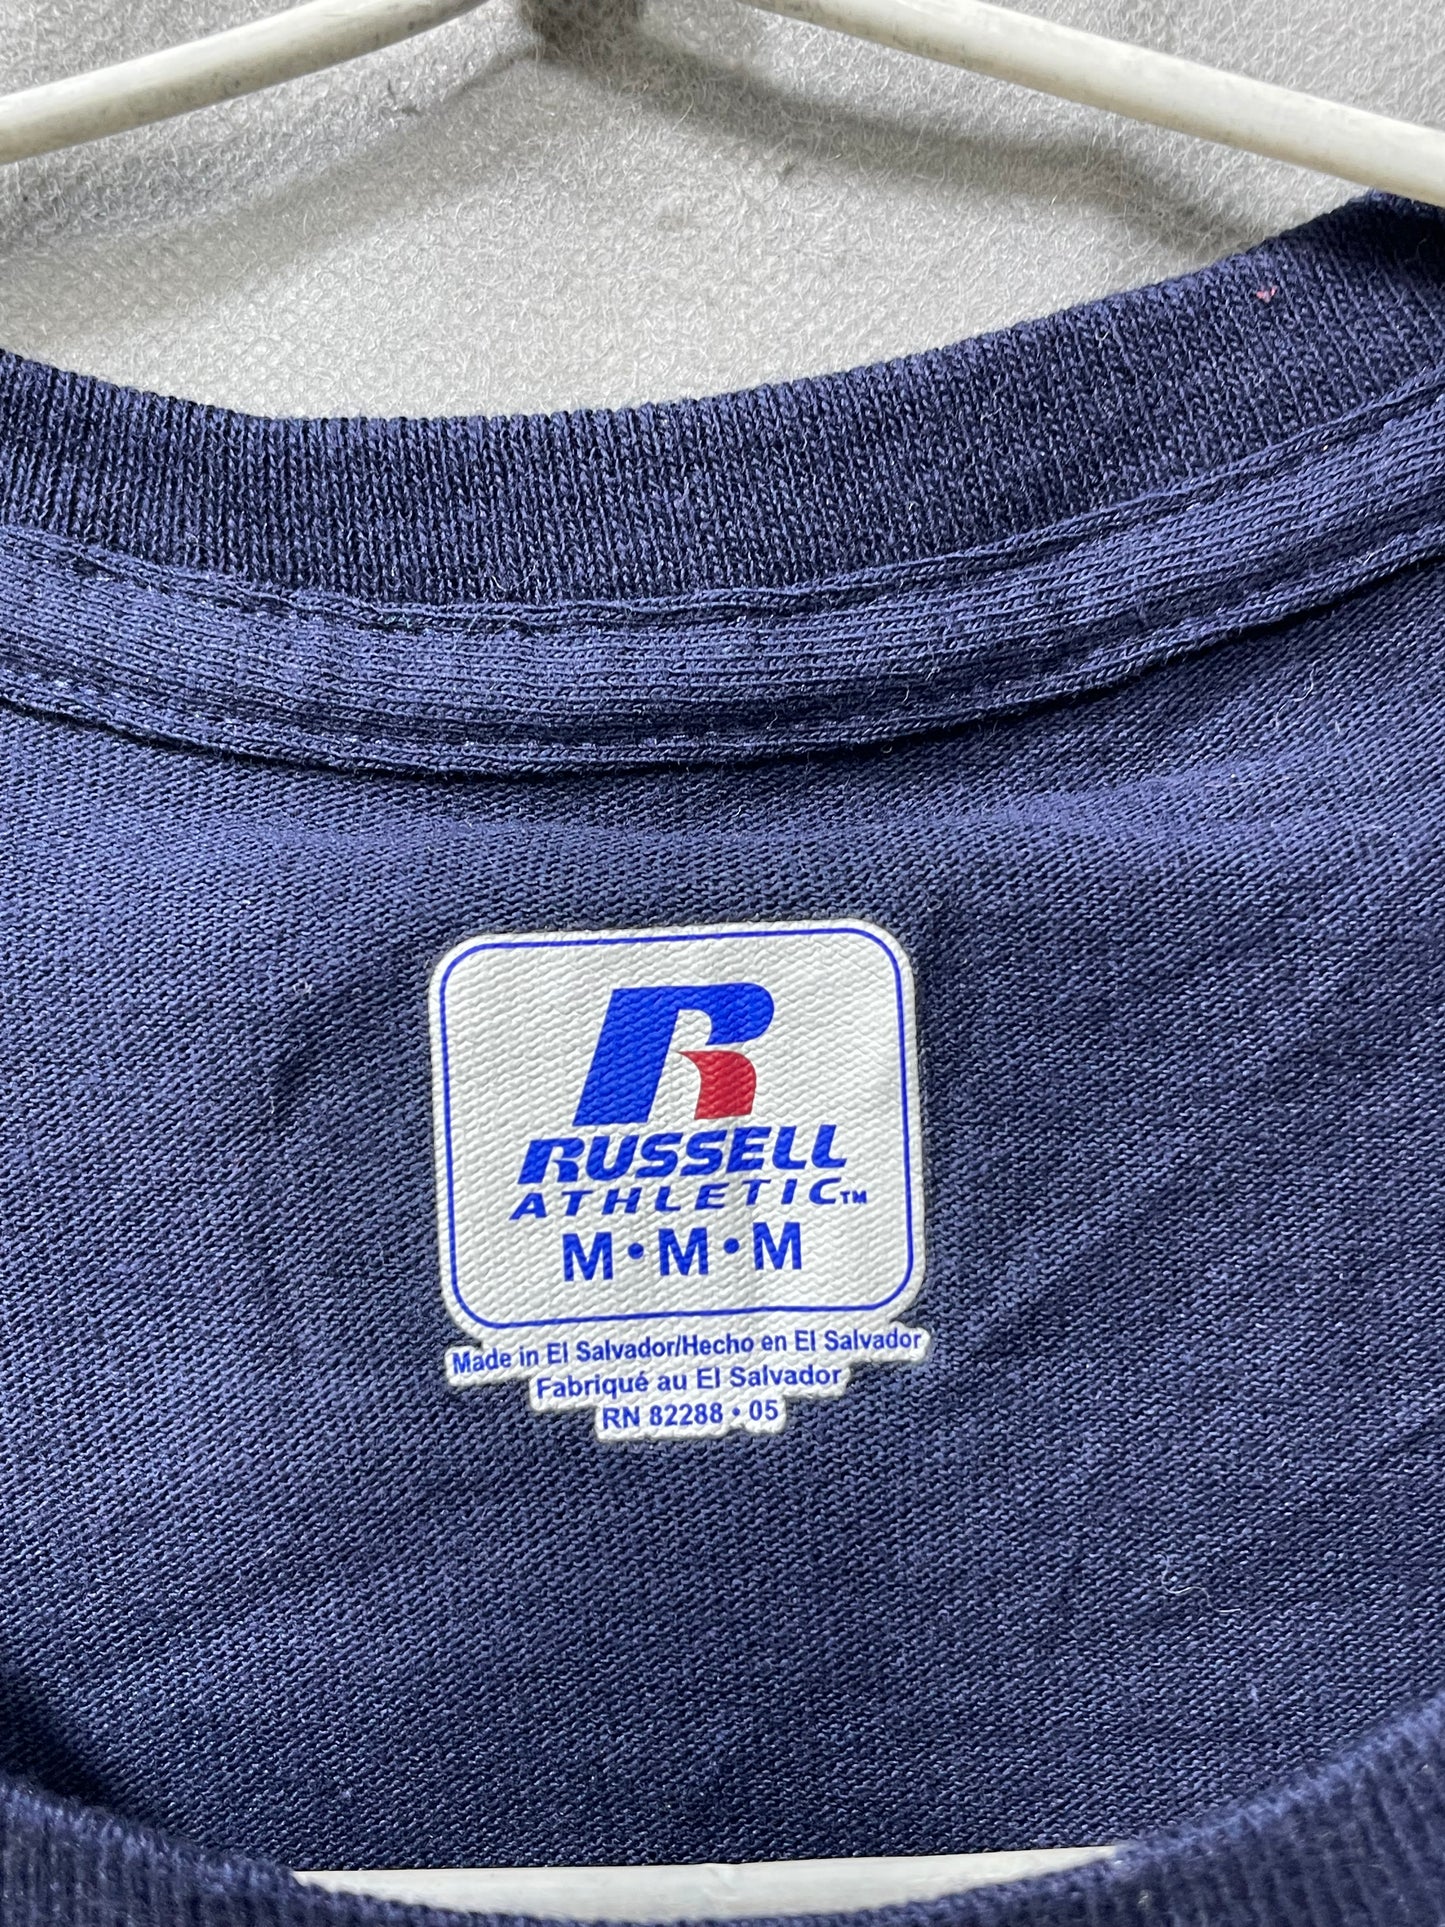 R
RUSSELL
ATHLETIC™
M•M•M
Made in El Salvador/Hecho en El Salvador
Fabriqué au El Salvador
RN 82288 • 05